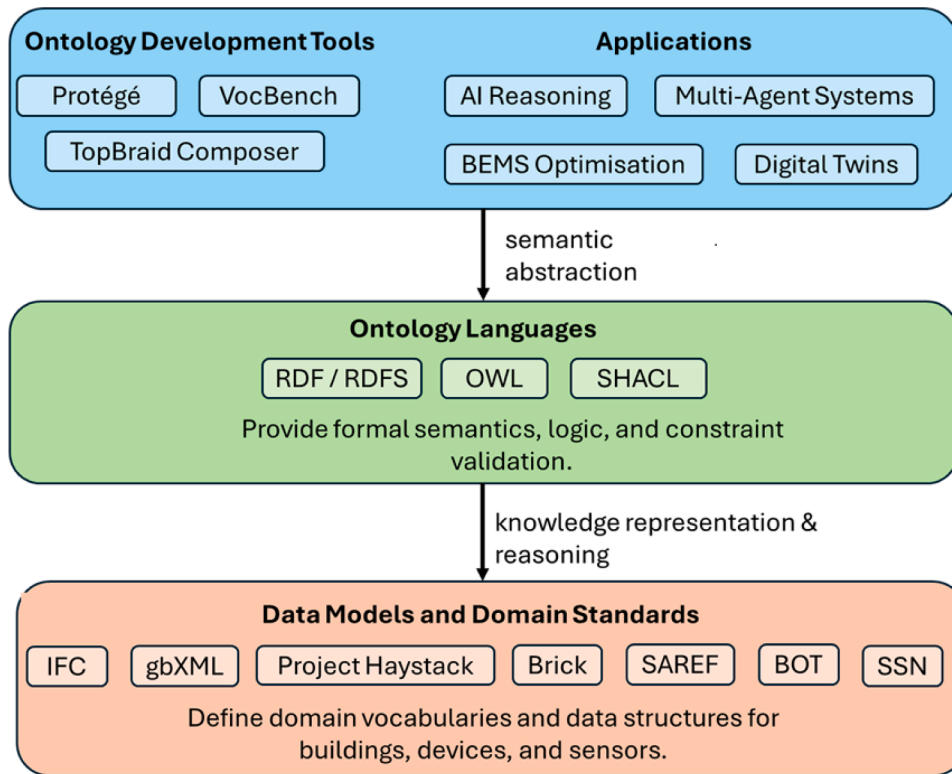 Ontology Development Tools
Applications
Protégé
VocBench
AI Reasoning
Multi-Agent Systems
TopBraid Composer
BEMS Optimisation
Digital Twins
semantic
abstraction
Ontology Languages
RDF / RDFS
OWL
SHACL
Provide formal semantics, logic, and constraint
validation.
knowledge representation &
reasoning
Data Models and Domain Standards
IFC
gbXML
Project Haystack
Brick
SAREF
BOT
SSN
Define domain vocabularies and data structures for
buildings, devices, and sensors.